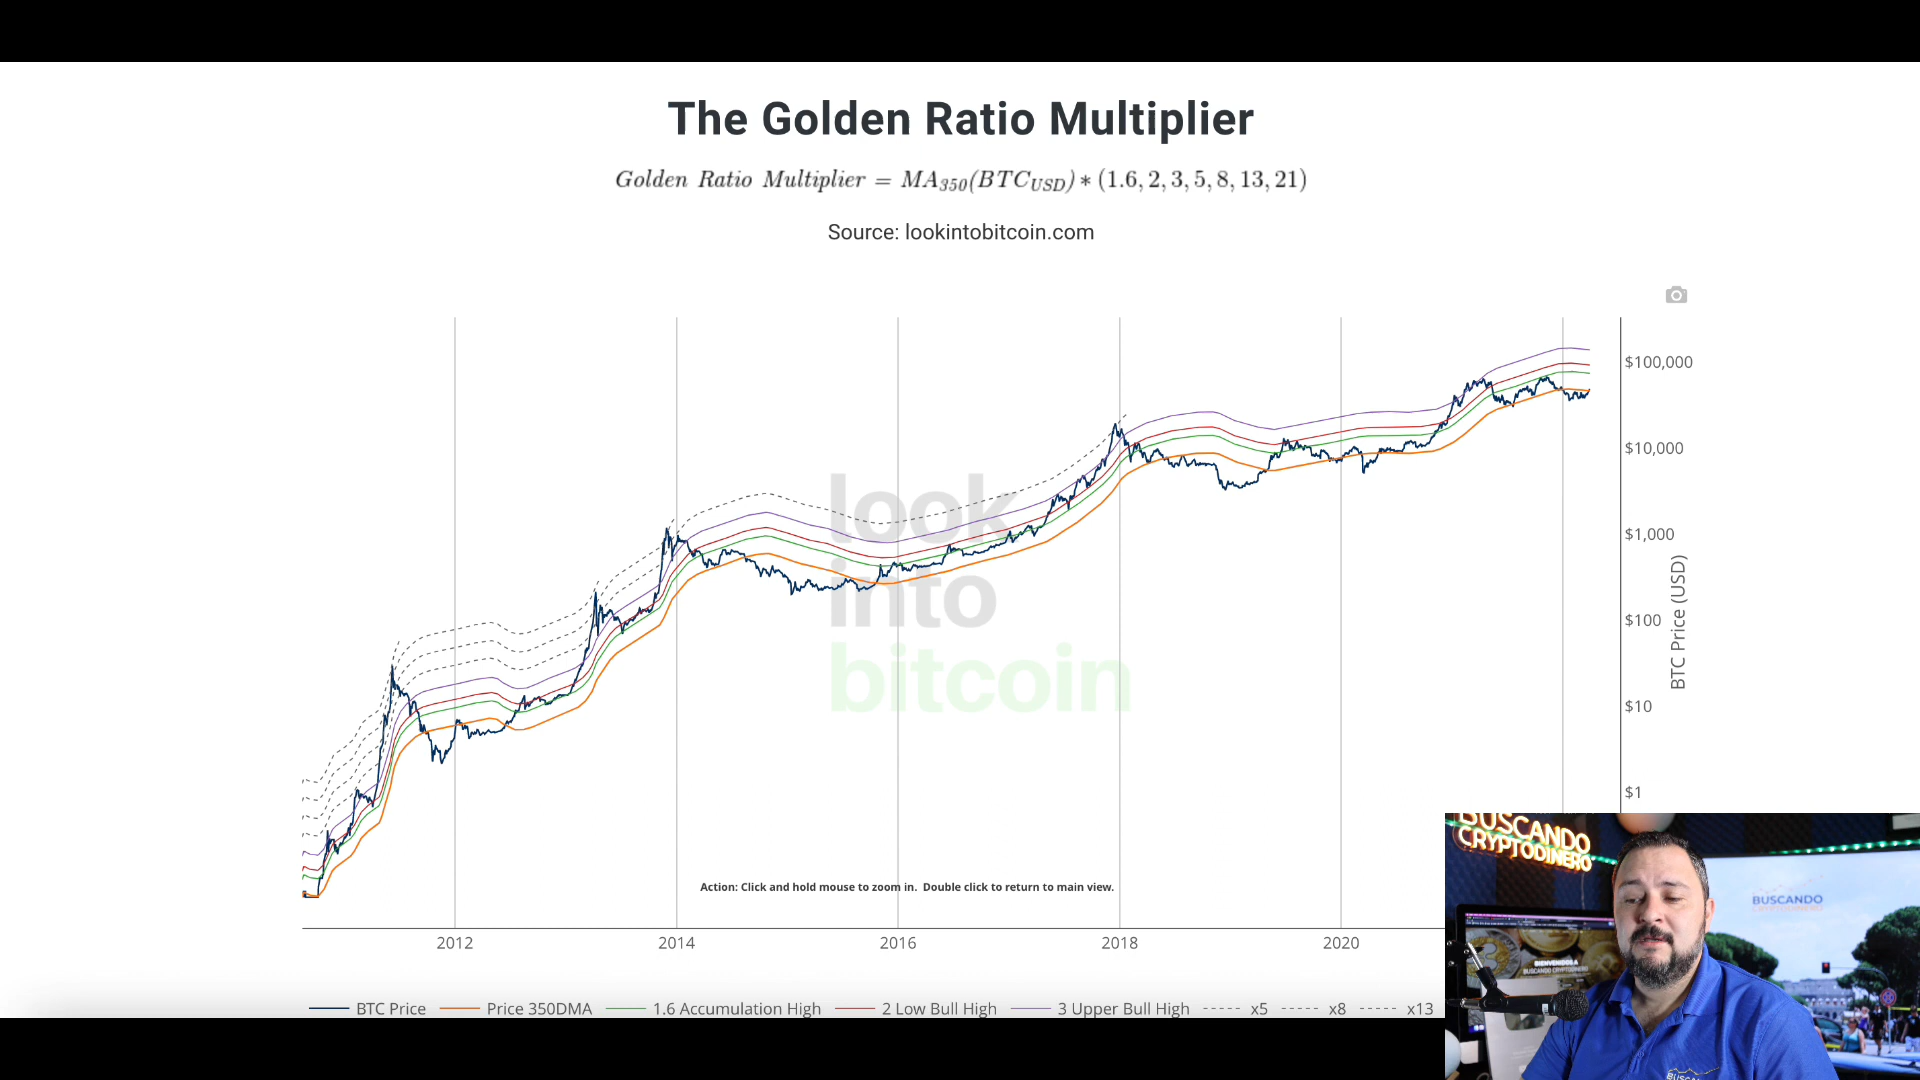 The Golden Ratio Multiplier
Golden Ratio Multiplier = MA350(BTCUSD) * (1.6, 2, 3, 5, 8, 13, 21)
Source: lookintobitcoin.com
$100,000
$10,000
$1,000
$100
$10
$1
BTC Price (USD)
look
into
bitcoin
Action: Click and hold mouse to zoom in. Double click to return to main view.
2012
2014
2016
2018
2020
BTC Price
Price 350DMA
1.6 Accumulation High
2 Low Bull High
3 Upper Bull High
x5
x8
x13
BUSCANDO
CRYPTODINERO
BUSCANDO
CRYPTODINERO
BIENVENIDOS A
BUSCANDO CRYPTODINERO